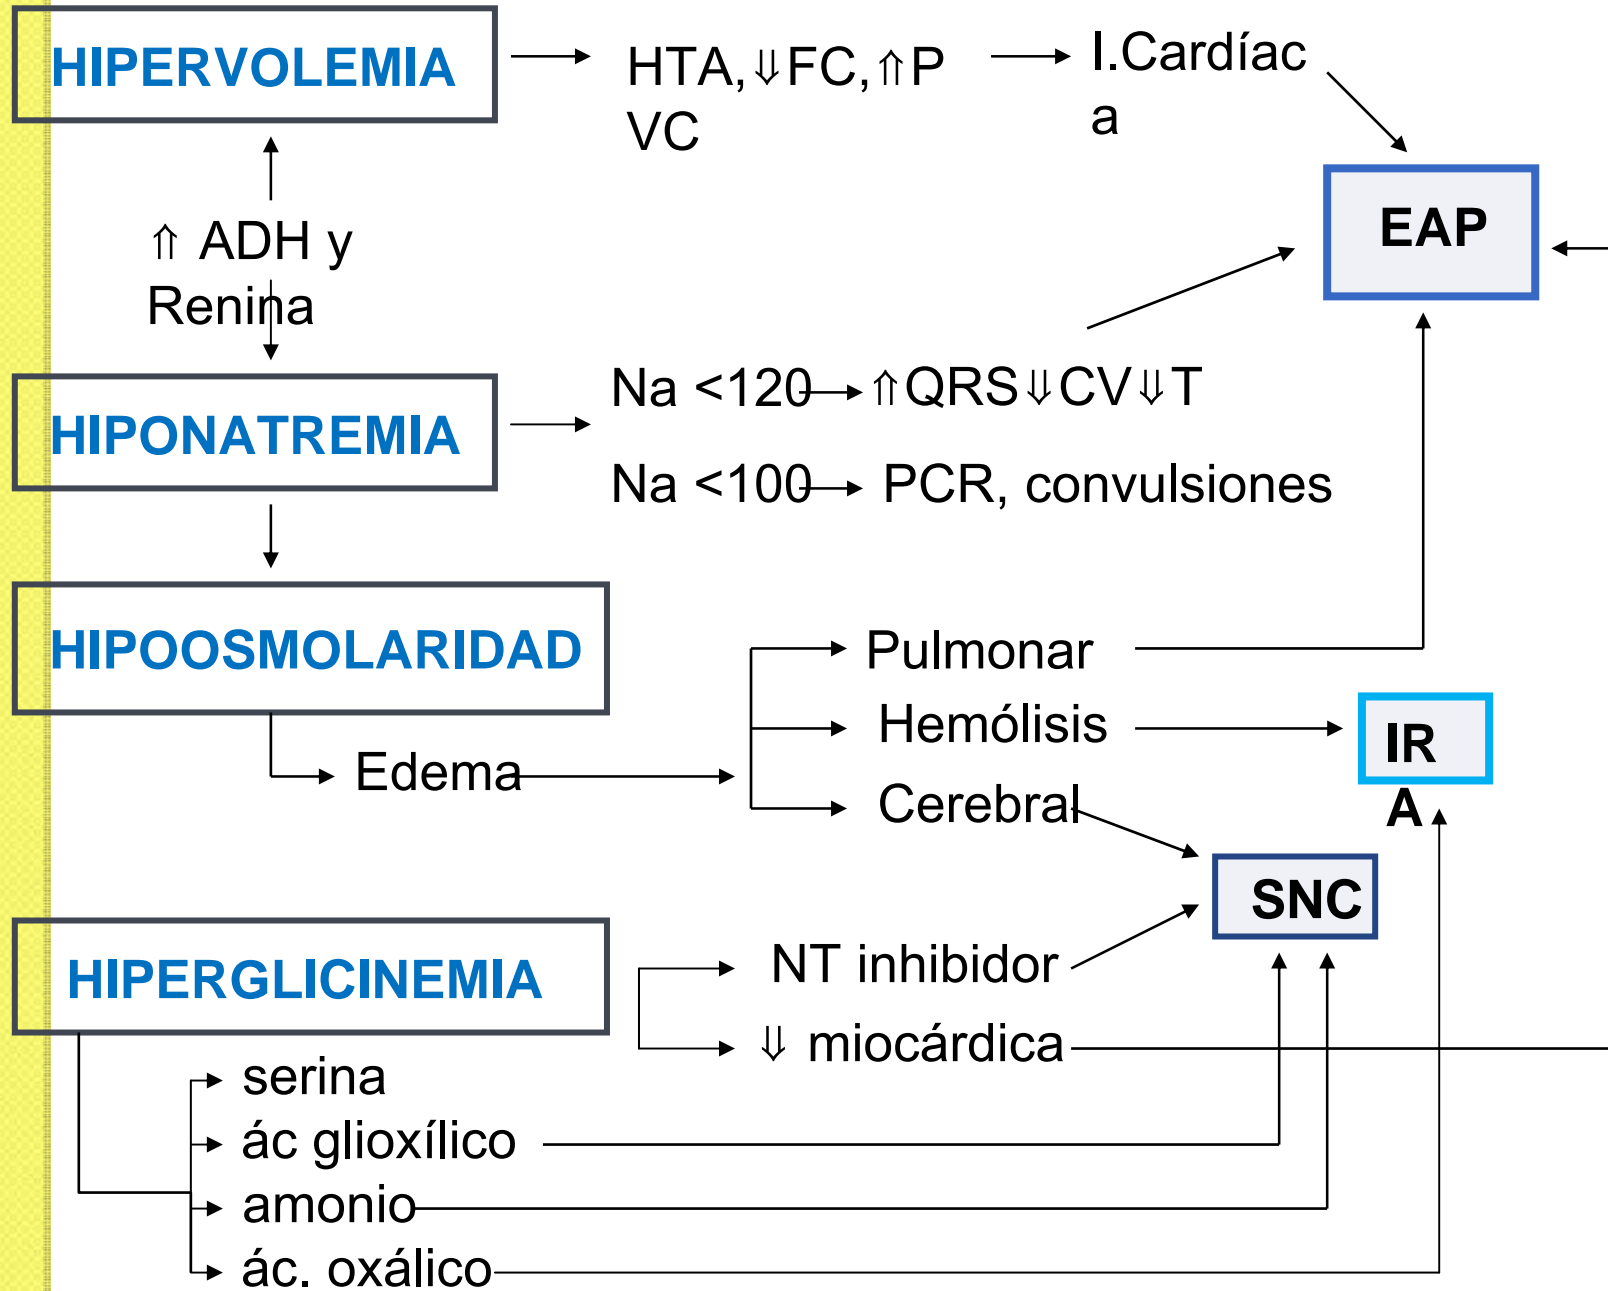 HIPERVOLEMIA
HTA,⇓FC,⇑P
VC
I.Cardíac
a
EAP
⇑ ADH y
Renina
HIPONATREMIA
Na <120
⇑QRS⇓CV⇓T
Na <100
PCR, convulsiones
HIPOOSMOLARIDAD
Edema
Pulmonar
Hemólisis
Cerebral
IR
A
SNC
HIPERGLICINEMIA
NT inhibidor
⇓ miocárdica
serina
ác glioxílico
amonio
ác. oxálico